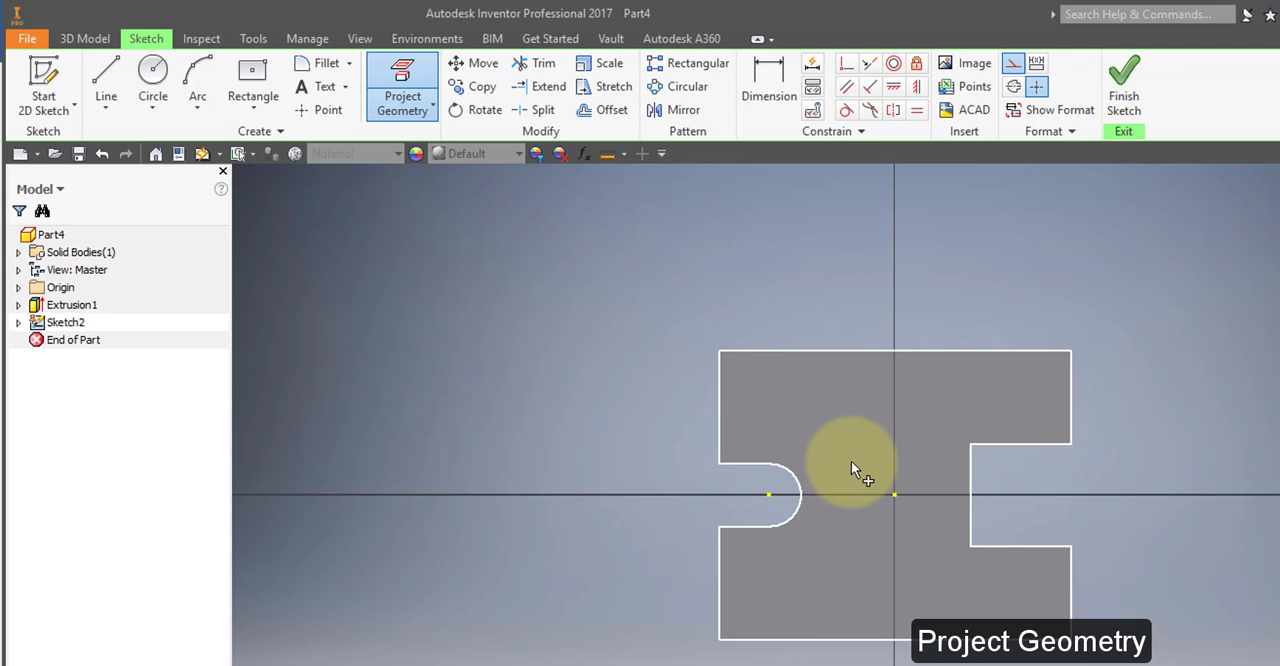 Autodesk Inventor Professional 2017 Part4
Search Help & Commands...
PRO
File 3D Model Sketch Inspect Tools Manage View Environments BIM Get Started Vault Autodesk A360
Start
2D Sketch
Line
Circle
Arc
Rectangle
Fillet
Text
Point
Project
Geometry
Move
Copy
Rotate
Trim
Extend
Split
Scale
Stretch
Offset
Rectangular
Circular
Mirror
Dimension
Image
Points
ACAD
Show Format
Finish
Sketch
Sketch Create Modify Pattern Constrain Insert Format Exit
Material Default
Model
Part4
Solid Bodies(1)
View: Master
Origin
Extrusion1
Sketch2
End of Part
Project Geometry